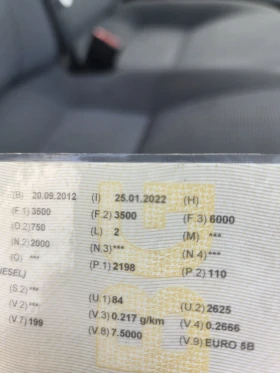 (B) 20.09.2012 (I) 25.01.2022 (H)
(F.1) 3500 (F.2) 3500 (F.3) 6000
(O.2) 750 (L) 2 (M) ***
(N.2) 2000 (N.3) *** (N.4) ***
(Q) *** (P.1) 2198 (P.2) 110
(S.2) *** (U.1) 84 (U.2) 2625
(V.2) *** (V.3) 0.217 g/km (V.4) 0.2666
(V.7) 199 (V.8) 7.5000 (V.9) EURO 5B